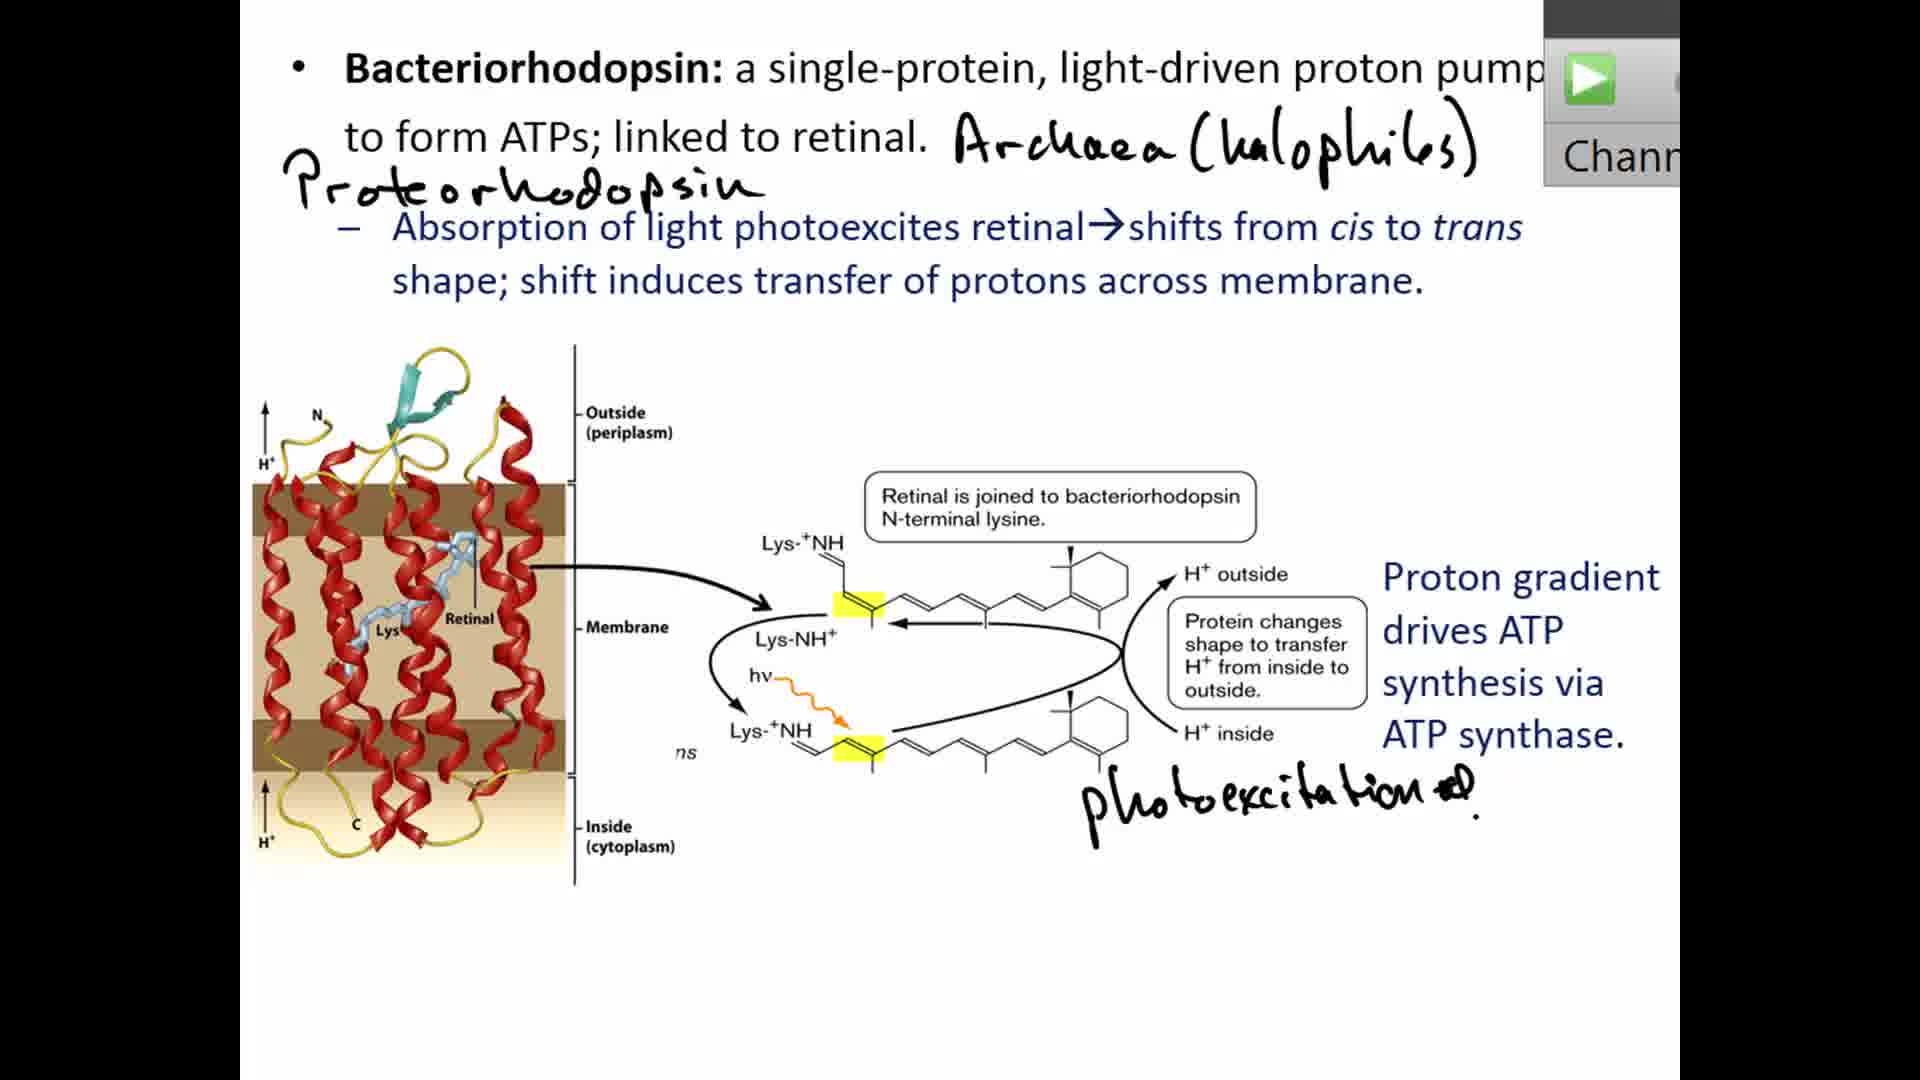 • Bacteriorhodopsin: a single-protein, light-driven proton pump
to form ATPs; linked to retinal. Archaea (halophiles)
Proteorhodopsin
– Absorption of light photoexcites retinal→shifts from cis to trans
shape; shift induces transfer of protons across membrane.
Chann
N
H+
Outside
(periplasm)
Retinal
Lys
Membrane
C
H+
Inside
(cytoplasm)
Retinal is joined to bacteriorhodopsin
N-terminal lysine.
Lys-+NH
Lys-NH+
hν
Lys-+NH
ns
H+ outside
Protein changes
shape to transfer
H+ from inside to
outside.
H+ inside
Proton gradient
drives ATP
synthesis via
ATP synthase.
photoexcitation